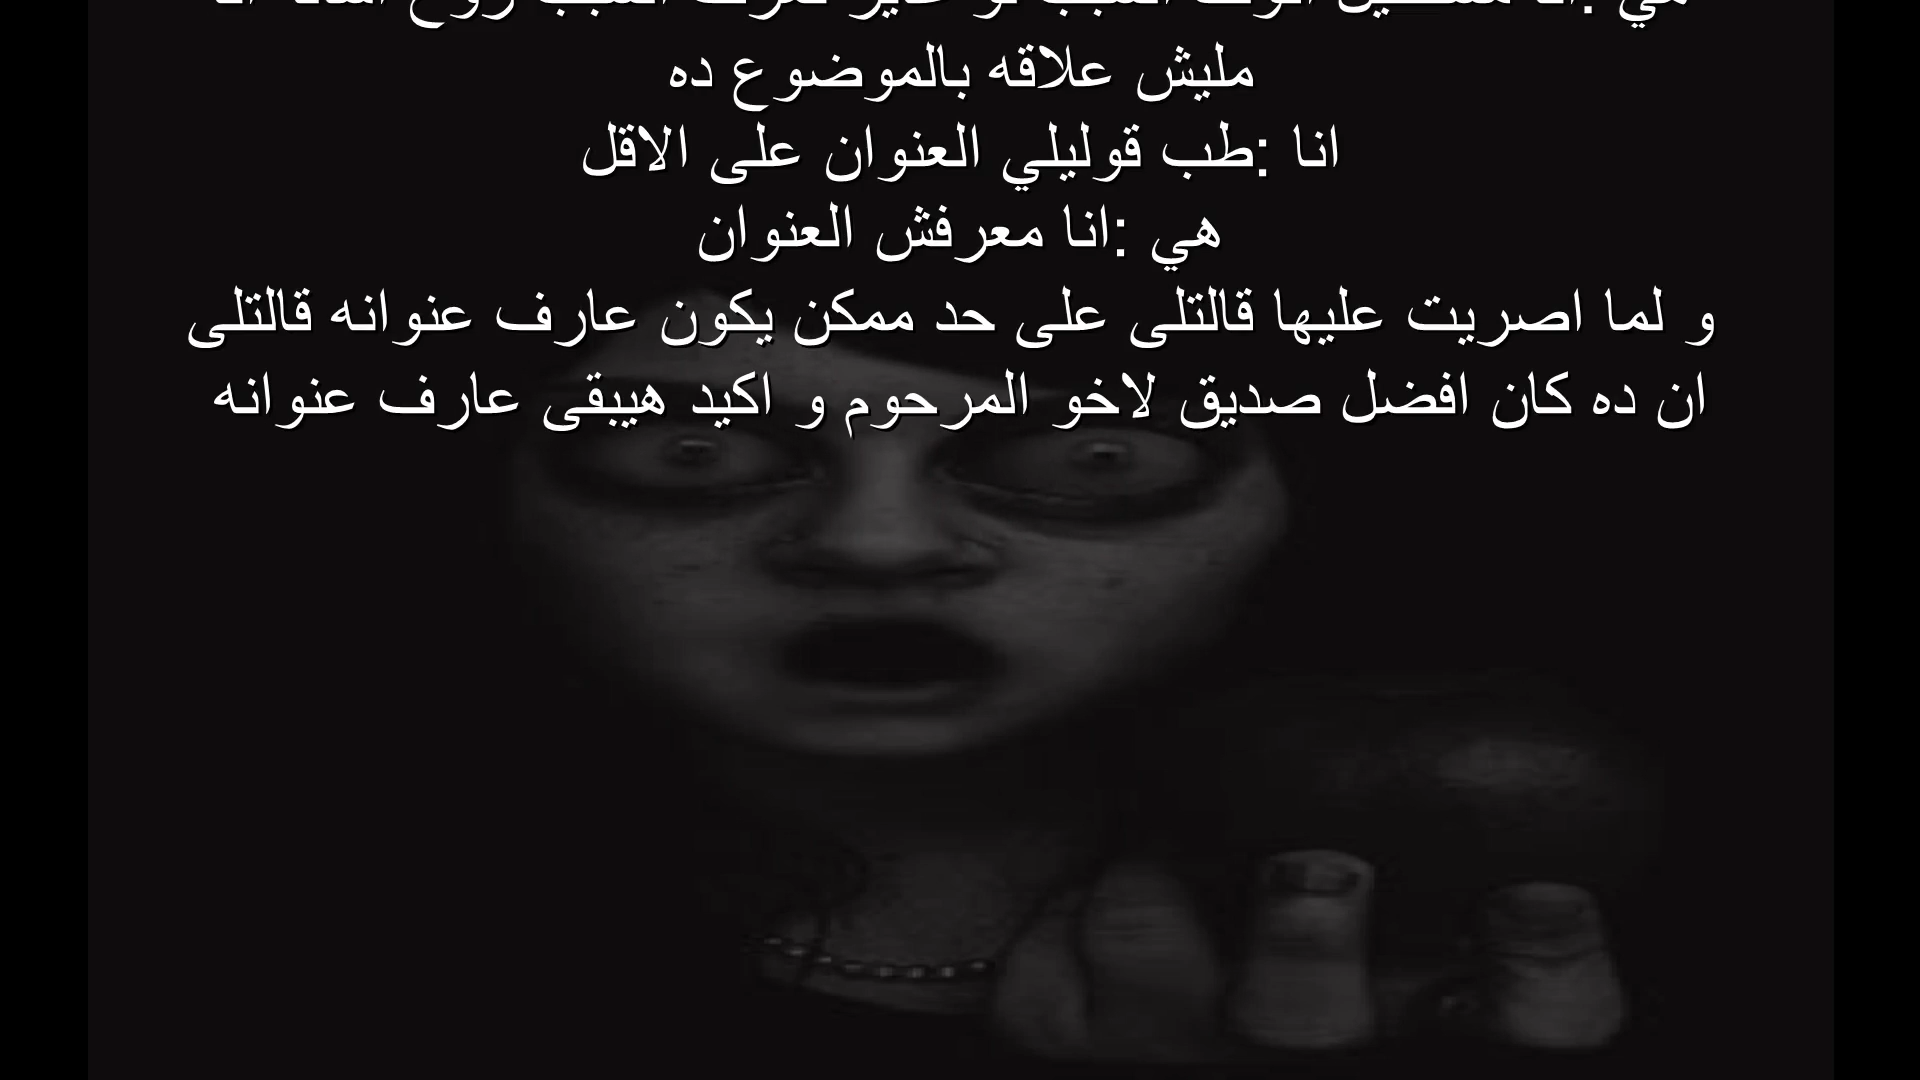 مليش علاقه بالموضوع ده
انا :طب قوليلي العنوان على الاقل
هي :انا معرفش العنوان
و لما اصريت عليها قالتلى على حد ممكن يكون عارف عنوانه قالتلى
ان ده كان افضل صديق لاخو المرحوم و اكيد هيبقى عارف عنوانه